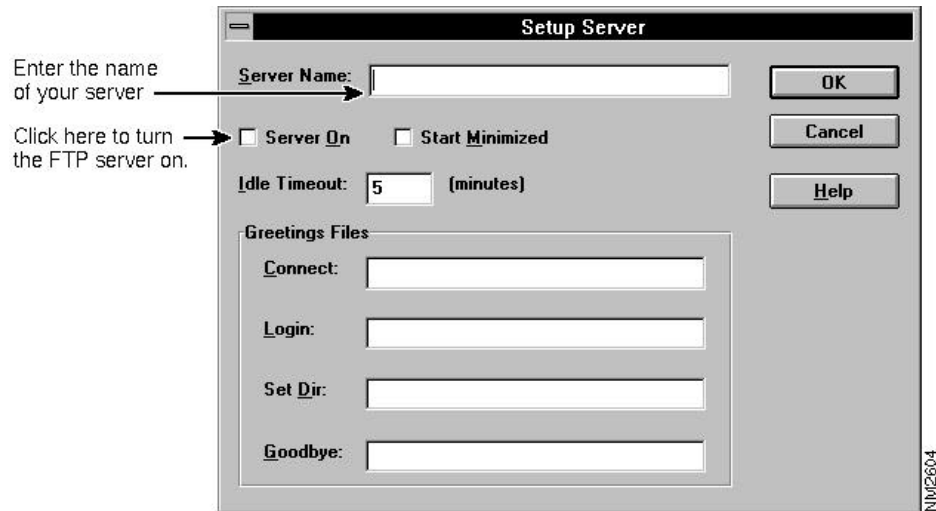 Setup Server
Enter the name
of your server
Server Name:
OK
Click here to turn
the FTP server on.
Server On
Start Minimized
Cancel
Idle Timeout:
5
(minutes)
Help
Greetings Files
Connect:
Login:
Set Dir:
Goodbye:
NM2604